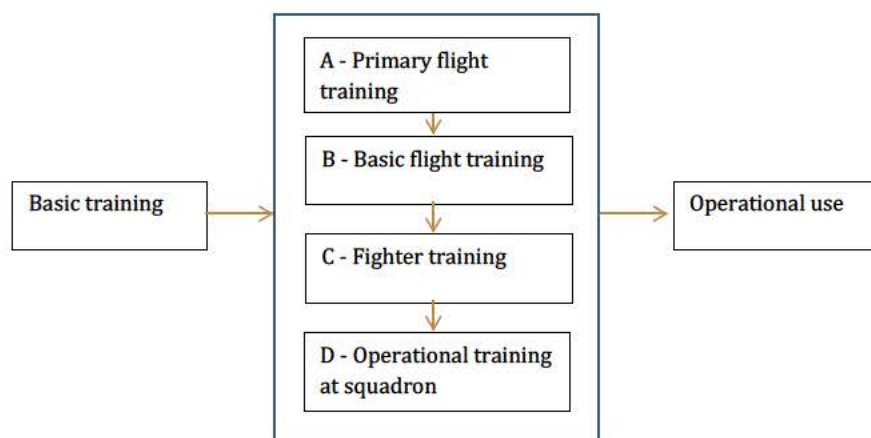 A - Primary flight
training
B - Basic flight training
Basic training
Operational use
C - Fighter training
D - Operational training
at squadron